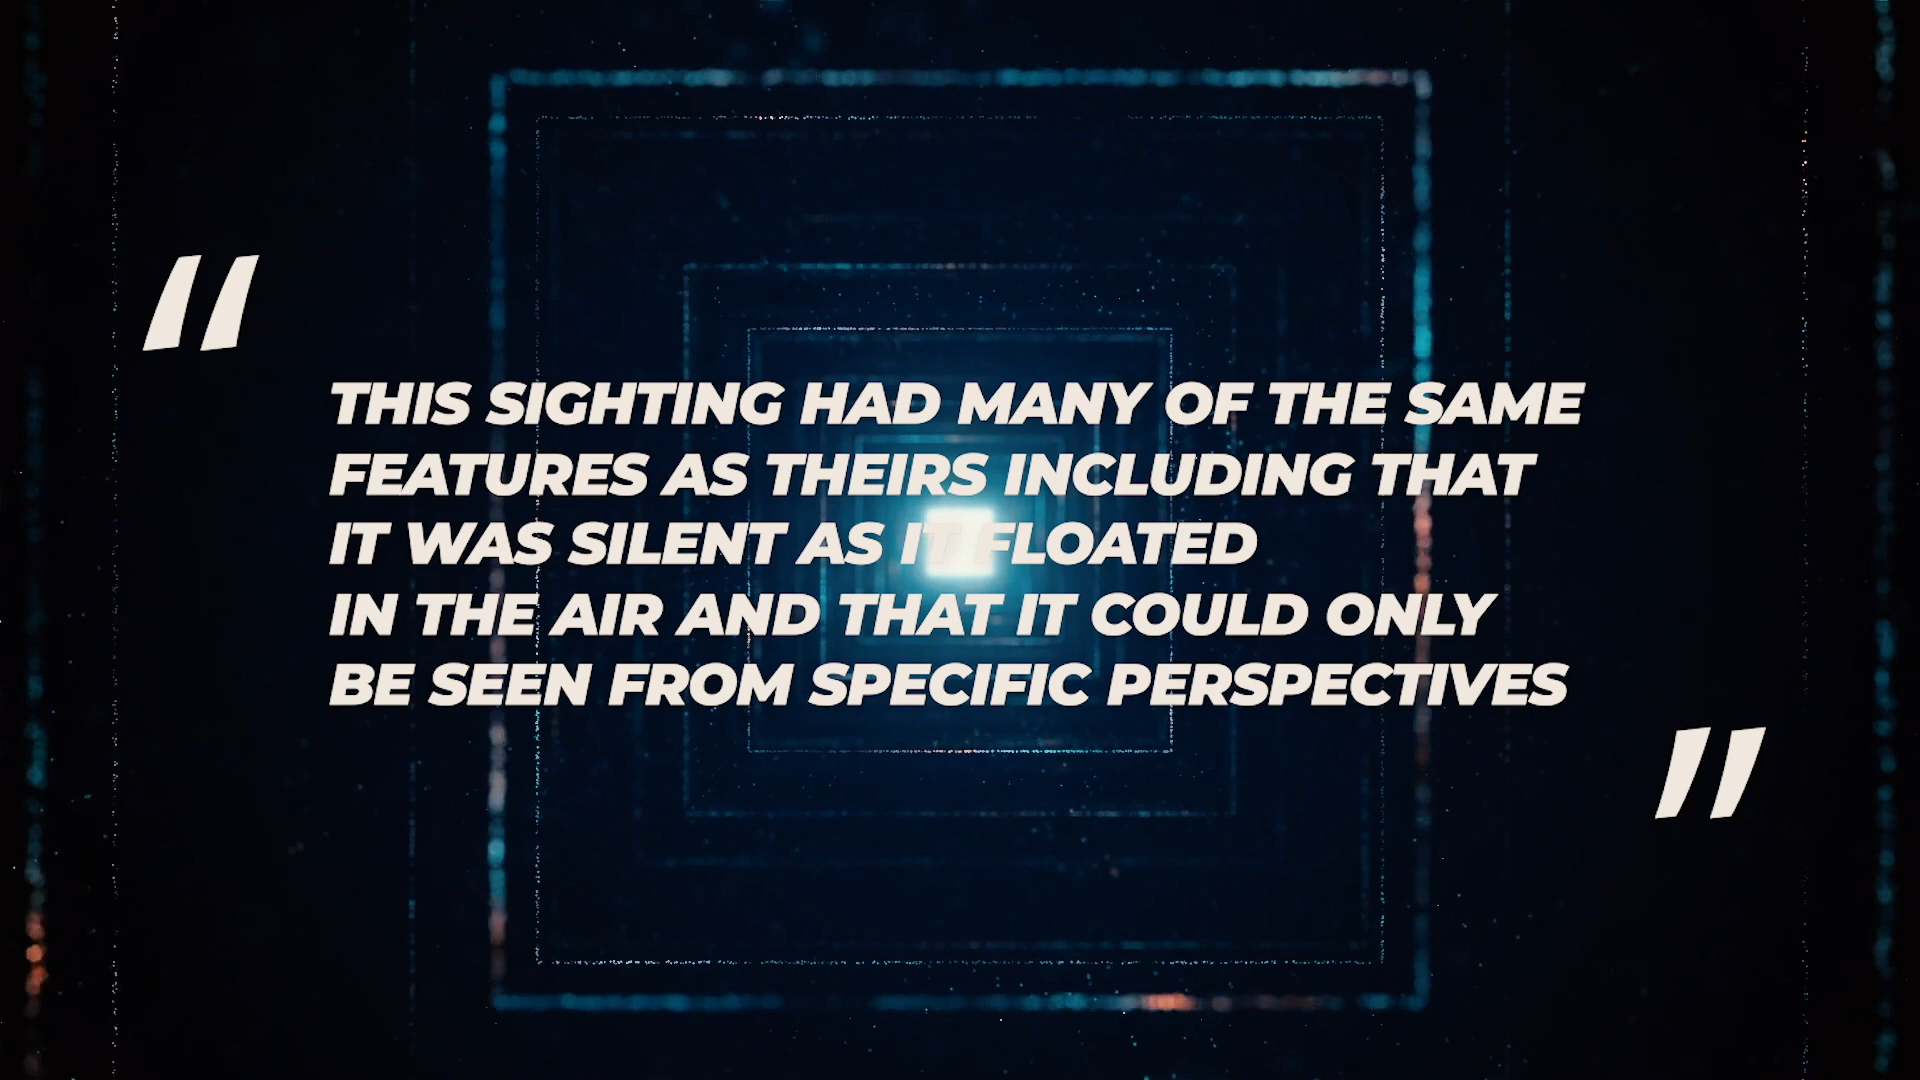 "
THIS SIGHTING HAD MANY OF THE SAME
FEATURES AS THEIRS INCLUDING THAT
IT WAS SILENT AS IT FLOATED
IN THE AIR AND THAT IT COULD ONLY
BE SEEN FROM SPECIFIC PERSPECTIVES
"